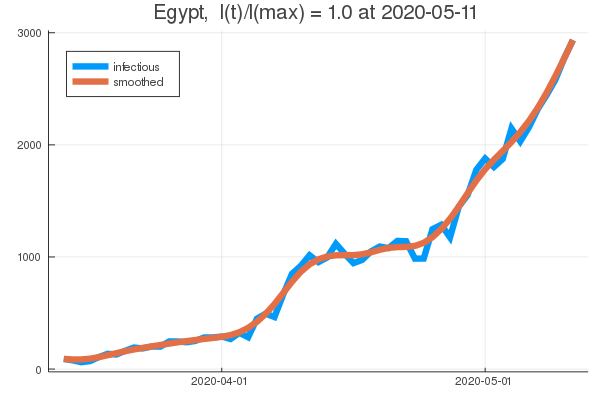 Egypt, I(t)/I(max) = 1.0 at 2020-05-11
3000
infectious
smoothed
2000
1000
0
2020-04-01 2020-05-01